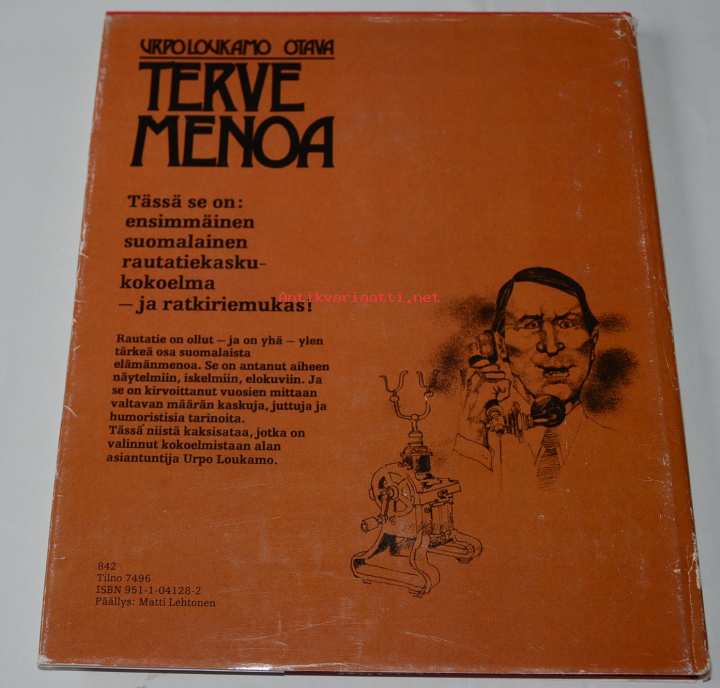 URPO LOUKAMO OTAVA
TERVE
MENOA
Tässä se on:
ensimmäinen
suomalainen
rautatiekasku-
kokoelma
– ja ratkiriemukas!
Antikvariaatti.net
Rautatie on ollut – ja on yhä – ylen
tärkeä osa suomalaista
elämänmenoa. Se on antanut aiheen
näytelmiin, iskelmiin, elokuviin. Ja
se on kirvoittanut vuosien mittaan
valtavan määrän kaskuja, juttuja ja
humoristisia tarinoita.
Tässä niistä kaksisataa, jotka on
valinnut kokoelmistaan alan
asiantuntija Urpo Loukamo.
842
Tilno 7496
ISBN 951-1-04128-2
Päällys: Matti Lehtonen